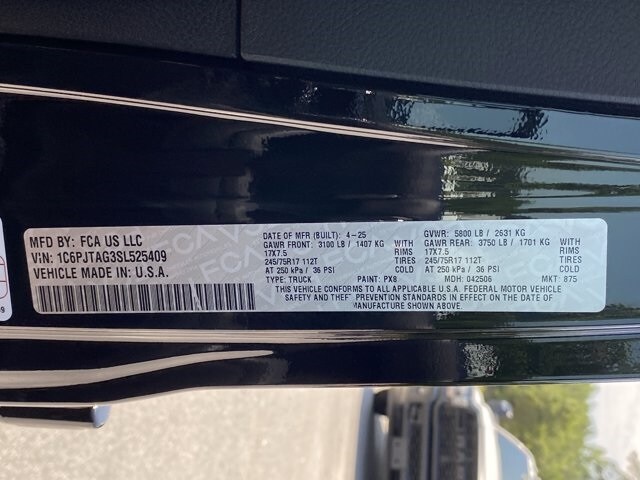 MFD BY: FCA US LLC
VIN: 1C6PJTAG3SL525409
VEHICLE MADE IN U.S.A.
DATE OF MFR (BUILT): 4-25 GVWR: 5800 LB / 2631 KG
GAWR FRONT: 3100 LB / 1407 KG WITH GAWR REAR: 3750 LB / 1701 KG WITH
17X7.5 RIMS 17X7.5 RIMS
245/75R17 112T TIRES 245/75R17 112T TIRES
AT 250 kPa / 36 PSI COLD AT 250 kPa / 36 PSI COLD
TYPE: TRUCK PAINT: PX8 MDH: 042506 MKT: 875
THIS VEHICLE CONFORMS TO ALL APPLICABLE U.S.A. FEDERAL MOTOR VEHICLE
SAFETY AND THEFT PREVENTION STANDARDS IN EFFECT ON THE DATE OF
MANUFACTURE SHOWN ABOVE